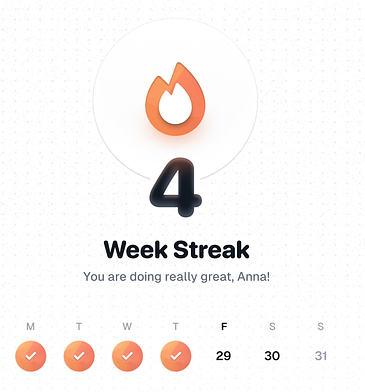 4
Week Streak
You are doing really great, Anna!
M T W T F S S
29 30 31